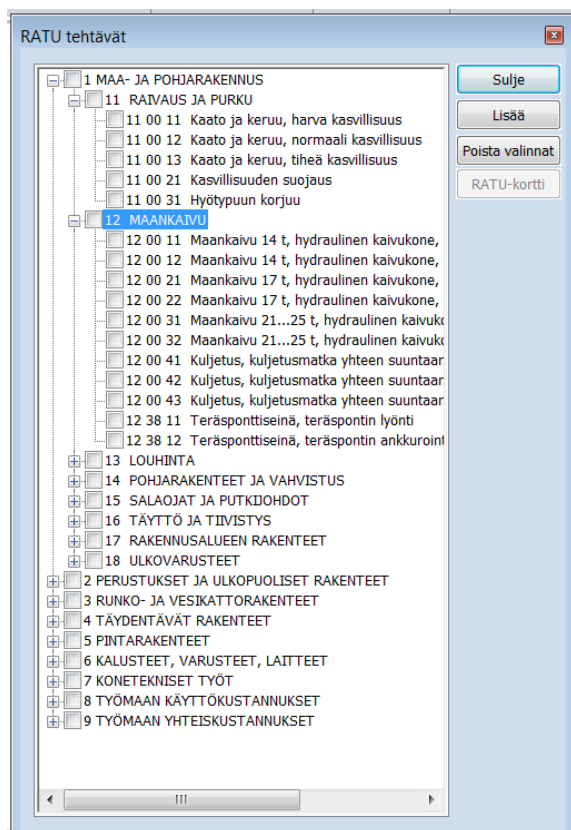 RATU tehtävät
1 MAA- JA POHJARAKENNUS
11 RAIVAUS JA PURKU
11 00 11 Kaato ja keruu, harva kasvillisuus
11 00 12 Kaato ja keruu, normaali kasvillisuus
11 00 13 Kaato ja keruu, tiheä kasvillisuus
11 00 21 Kasvillisuuden suojaus
11 00 31 Hyötypuun korjuu
12 MAANKAIVU
12 00 11 Maankaivu 14 t, hydraulinen kaivukone,
12 00 12 Maankaivu 14 t, hydraulinen kaivukone,
12 00 21 Maankaivu 17 t, hydraulinen kaivukone,
12 00 22 Maankaivu 17 t, hydraulinen kaivukone,
12 00 31 Maankaivu 21...25 t, hydraulinen kaivuk
12 00 32 Maankaivu 21...25 t, hydraulinen kaivuk
12 00 41 Kuljetus, kuljetusmatka yhteen suuntaar
12 00 42 Kuljetus, kuljetusmatka yhteen suuntaar
12 00 43 Kuljetus, kuljetusmatka yhteen suuntaar
12 38 11 Teräsponttiseinä, teräspontin lyönti
12 38 12 Teräsponttiseinä, teräspontin ankkuroint
13 LOUHINTA
14 POHJARAKENTEET JA VAHVISTUS
15 SALAOJAT JA PUTKIJOHDOT
16 TÄYTTÖ JA TIIVISTYS
17 RAKENNUSALUEEN RAKENTEET
18 ULKOVARUSTEET
2 PERUSTUKSET JA ULKOPUOLISET RAKENTEET
3 RUNKO- JA VESIKATTORAKENTEET
4 TÄYDENTÄVÄT RAKENTEET
5 PINTARAKENTEET
6 KALUSTEET, VARUSTEET, LAITTEET
7 KONETEKNISET TYÖT
8 TYÖMAAN KÄYTTÖKUSTANNUKSET
9 TYÖMAAN YHTEISKUSTANNUKSET
Sulje
Lisää
Poista valinnat
RATU-kortti